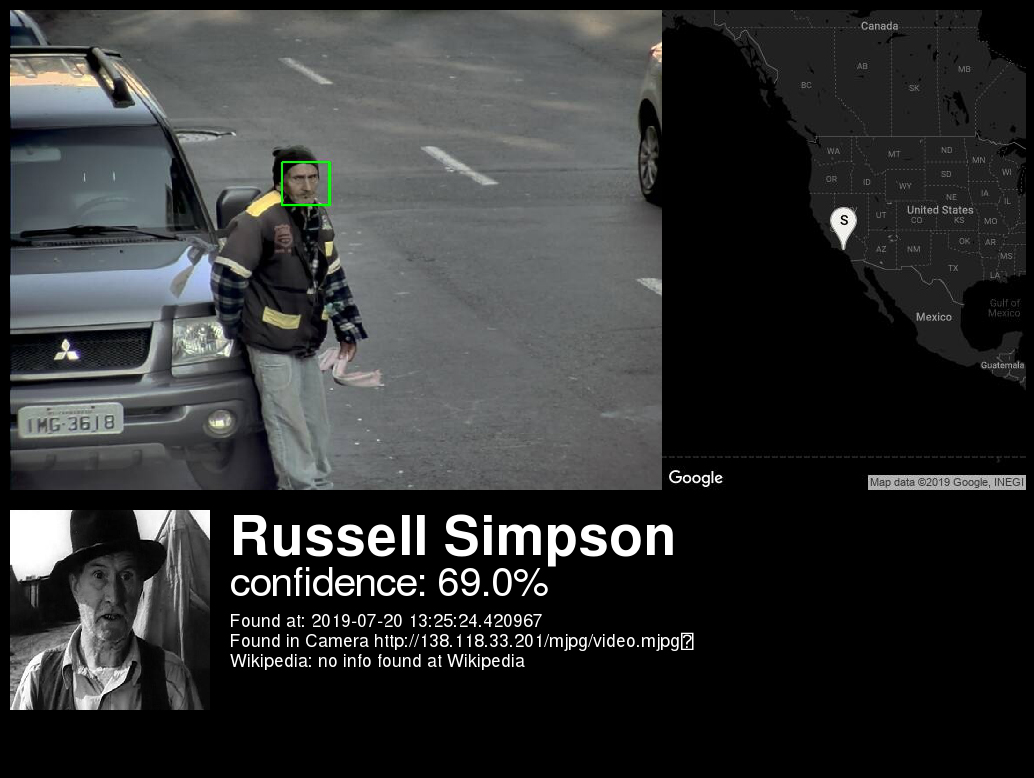 IMG-3618
Canada
AB
MB
BC
SK
WA
MT
ND
MN
OR
ID
SD
WI
WY
NE
IA
United States
IL
UT
CO
KS
MO
S
AZ
NM
OK
AR
MS
TX
LA
Gulf of
Mexico
Mexico
Guatemala
Google
Map data ©2019 Google, INEGI
Russell Simpson
confidence: 69.0%
Found at: 2019-07-20 13:25:24.420967
Found in Camera http://138.118.33.201/mjpg/video.mjpg
Wikipedia: no info found at Wikipedia